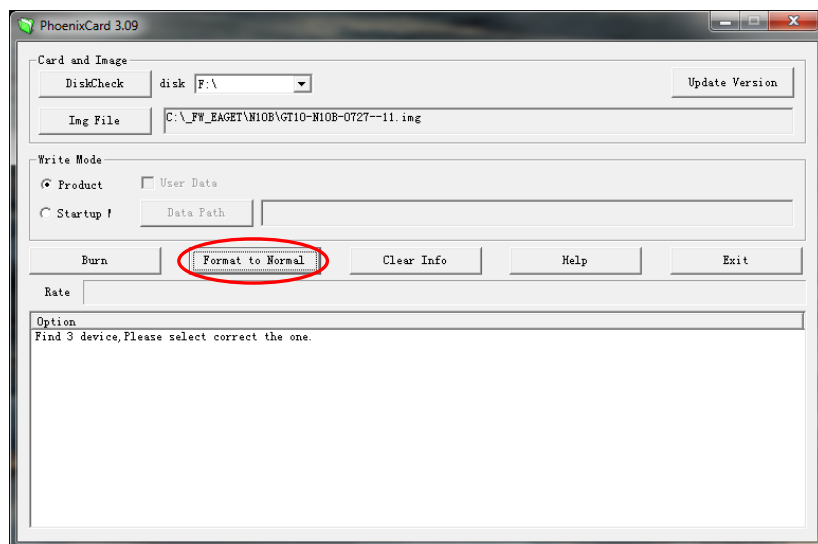 PhoenixCard 3.09
Card and Image
DiskCheck disk F:\ Update Version
Img File C:\_FW_EAGET\N10B\GT10-N10B-0727--11.img
Write Mode
Product User Data
Startup ! Data Path
Burn Format to Normal Clear Info Help Exit
Rate
Option
Find 3 device,Please select correct the one.